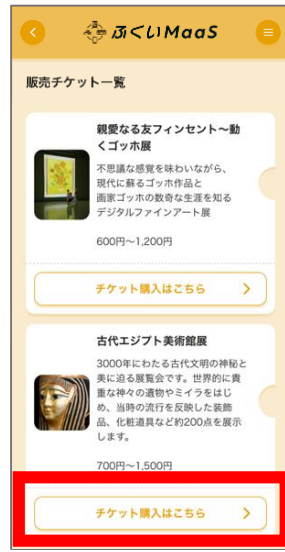 ふくいMaaS
販売チケット一覧
親愛なる友フィンセント～動
くゴッホ展
不思議な感覚を味わいながら、
現代に蘇るゴッホ作品と
画家ゴッホの数奇な生涯を知る
デジタルファインアート展
600円～1,200円
チケット購入はこちら
古代エジプト美術館展
3000年にわたる古代文明の神秘と
美に迫る展覧会です。世界的に貴
重な神々の遺物やミイラをはじ
め、当時の流行を反映した装飾
品、化粧道具など約200点を展示
します。
700円～1,500円
チケット購入はこちら